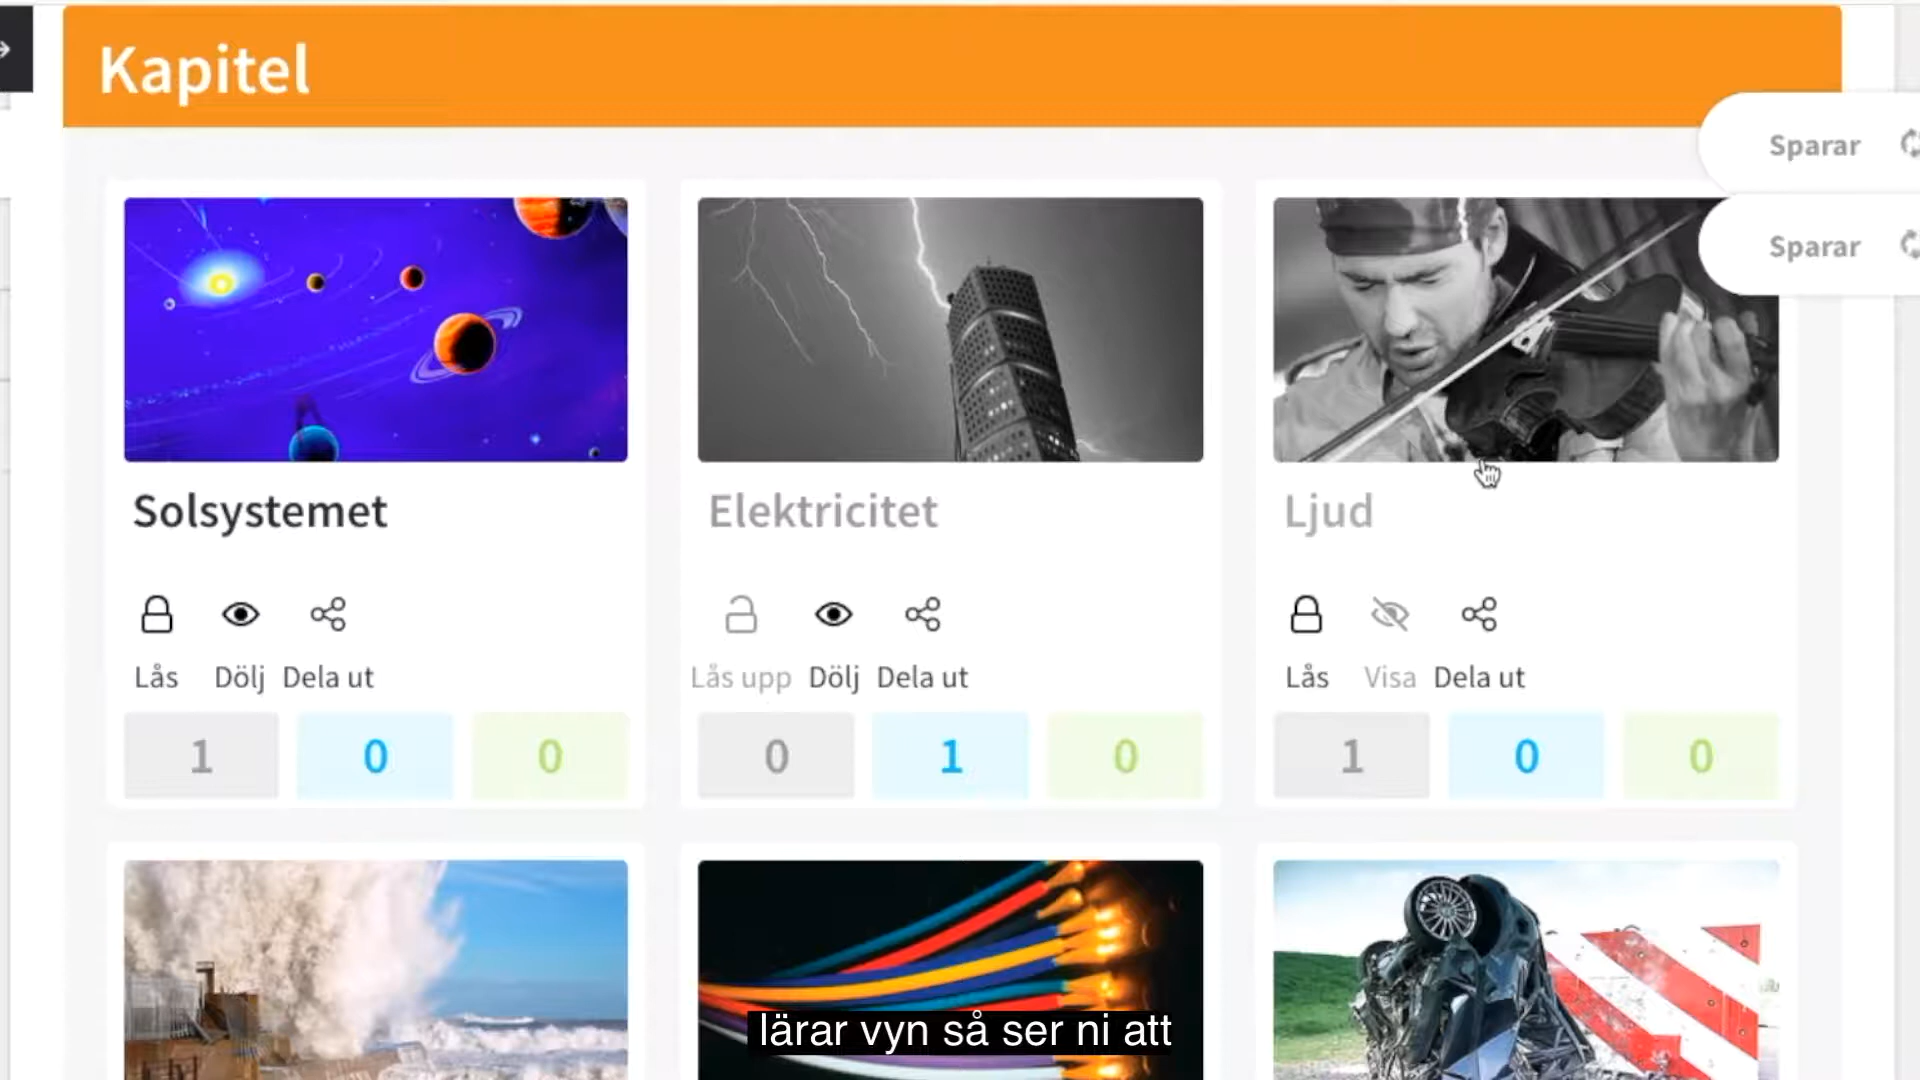 Kapitel
Sparar
Sparar
Solsystemet
Elektricitet
Ljud
Lås Dölj Dela ut
Lås upp Dölj Dela ut
Lås Visa Dela ut
1 0 0
0 1 0
1 0 0
lärar vyn så ser ni att